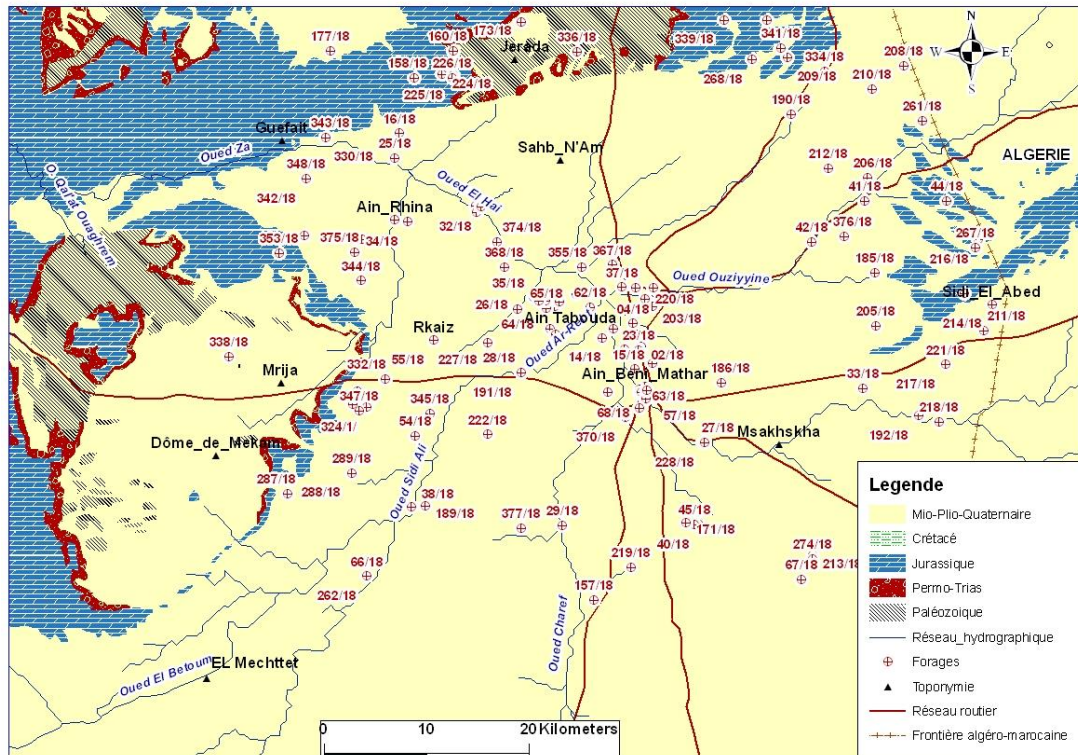 177/18
160/18
173/18
Jerada
336/18
339/18
341/18
334/18
208/18
N
W
E
S
158/18
226/18
224/18
225/18
268/18
209/18
210/18
190/18
261/18
343/18
Guefait
16/18
25/18
330/18
Oued Za
348/18
Sahb_N'Am
212/18
206/18
ALGERIE
O. Qarat Ouaghrem
342/18
Oued El Hai
41/18
44/18
Ain_Rhina
32/18
374/18
42/18
376/18
353/18
375/18
34/18
267/18
368/18
355/18
367/18
216/18
344/18
37/18
Oued Ouziyyine
185/18
35/18
65/18
62/18
220/18
Sidi_El_Abed
26/18
04/18
203/18
211/18
64/18
Ain Tabouda
205/18
214/18
Rkaiz
23/18
338/18
332/18
55/18
227/18
28/18
14/18
15/18
02/18
221/18
Mrija
Ain_Beni_Mathar
186/18
33/18
217/18
347/18
191/18
63/18
345/18
68/18
57/18
218/18
324/1/
54/18
222/18
370/18
27/18
Msakhskha
192/18
Dôme_de_Mekam
Oued Sidi Ali
228/18
289/18
287/18
288/18
38/18
189/18
377/18
29/18
45/18
171/18
219/18
40/18
274/18
213/18
67/18
66/18
262/18
157/18
Oued Charef
EL Mechttet
Oued El Betoum
0
10
20 Kilometers
Legende
Mio-Plio-Quaternaire
Crétacé
Jurassique
Permo-Trias
Paléozoique
Réseau_hydrographique
Forages
Toponymie
Réseau routier
Frontière algéro-marocaine